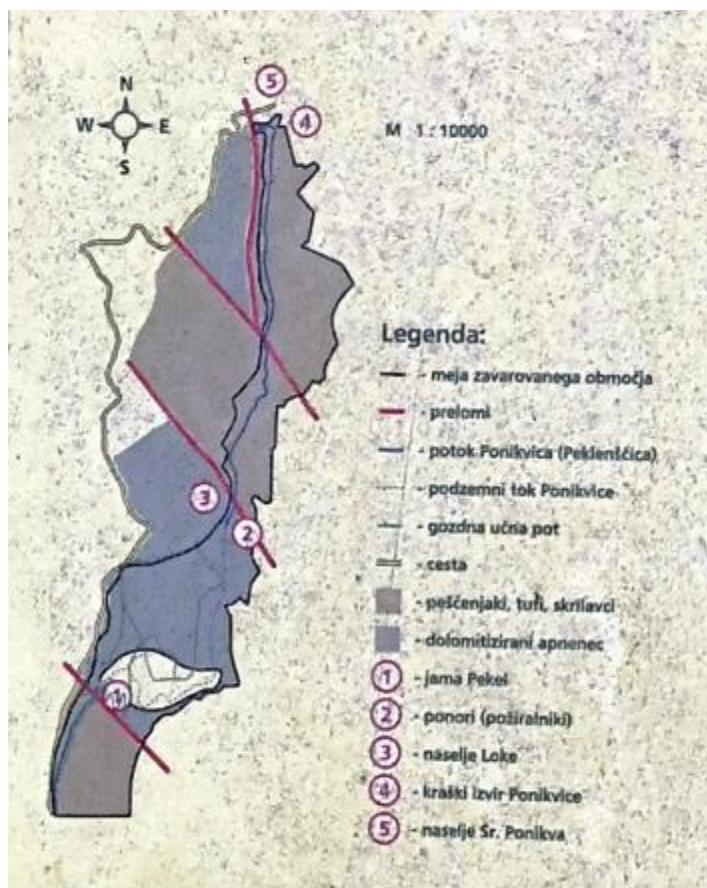 5
4
N
W E
S
M 1 : 10000
3
2
1
Legenda:
- meja zavarovanega območja
- prelomi
- potok Ponikvica (Peklenščica)
- podzemni tok Ponikvice
- gozdna učna pot
- cesta
- peščenjaki, tufi, skrilavci
- dolomitizirani apnenec
1 - jama Pekel
2 - ponori (požiralniki)
3 - naselje Loke
4 - kraški izvir Ponikvice
5 - naselje Šr. Ponikva